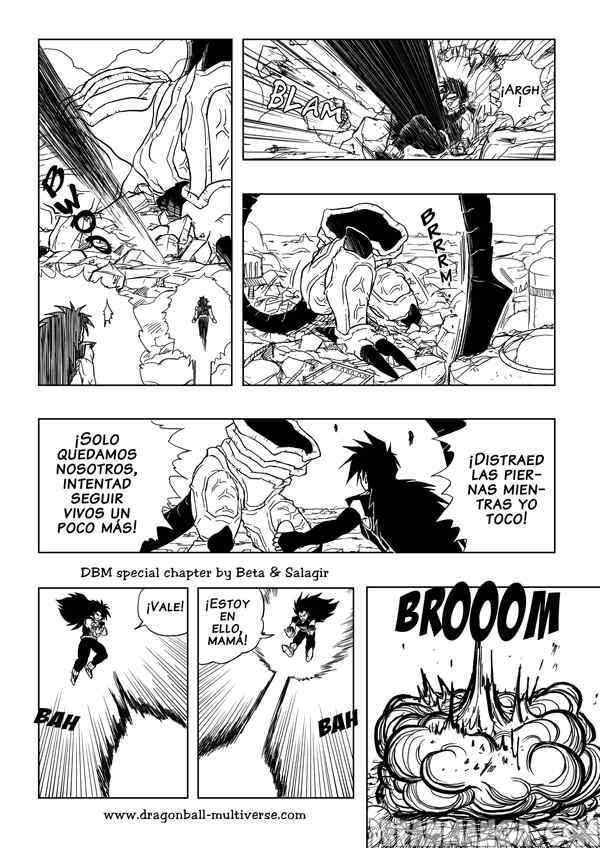 BWOOO
BLAM
¡ARGH
!
BRRRM...
¡SOLO
QUEDAMOS
NOSOTROS,
INTENTAD
SEGUIR
VIVOS UN
POCO MÁS!
¡DISTRAED
LAS PIER-
NAS MIEN-
TRAS YO
TOCO!
DBM special chapter by Beta & Salagir
¡VALE!
BAH
¡ESTOY
EN
ELLO,
MAMÁ!
BAH
BROOOM
www.dragonball-multiverse.com